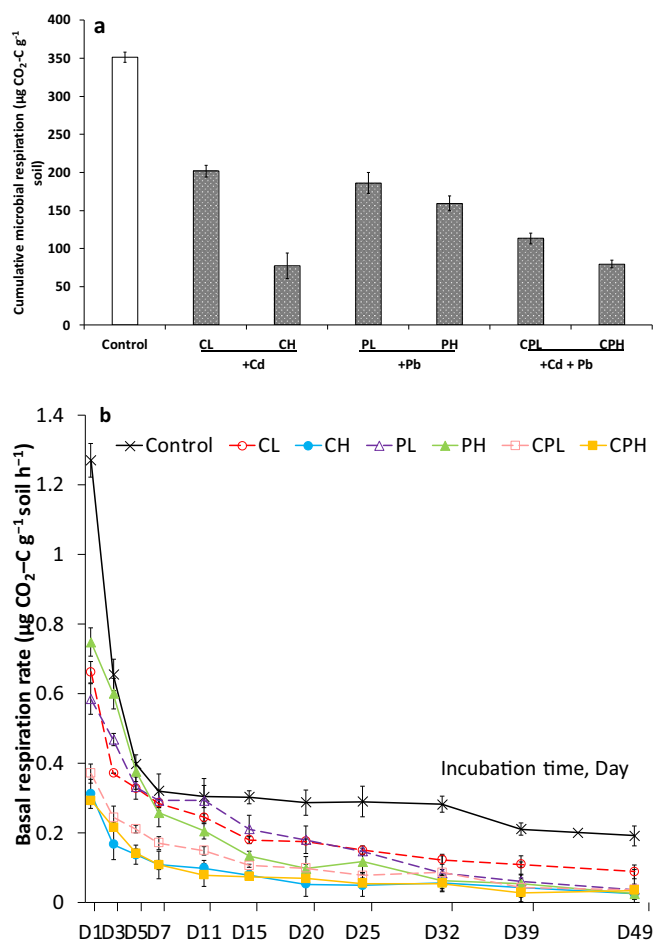 a
Cumulative microbial respiration (µg CO₂-C g⁻¹
soil)
400
350
300
250
200
150
100
50
0
Control CL CH PL PH CPL CPH
+Cd +Pb +Cd + Pb
b
Basal respiration rate (µg CO₂–C g⁻¹ soil h⁻¹)
1.4
Control CL CH PL PH CPL CPH
1.2
1
0.8
0.6
0.4
Incubation time, Day
0.2
0
D1 D3 D5 D7 D11 D15 D20 D25 D32 D39 D49